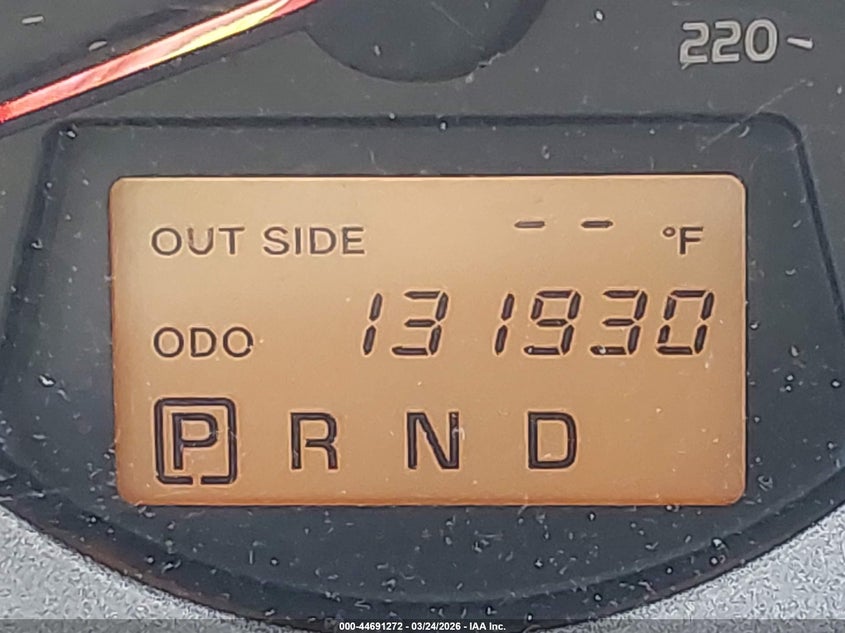 220
OUT SIDE -- °F
ODO 131930
P R N D
000-44691272 - 03/24/2026 - IAA Inc.